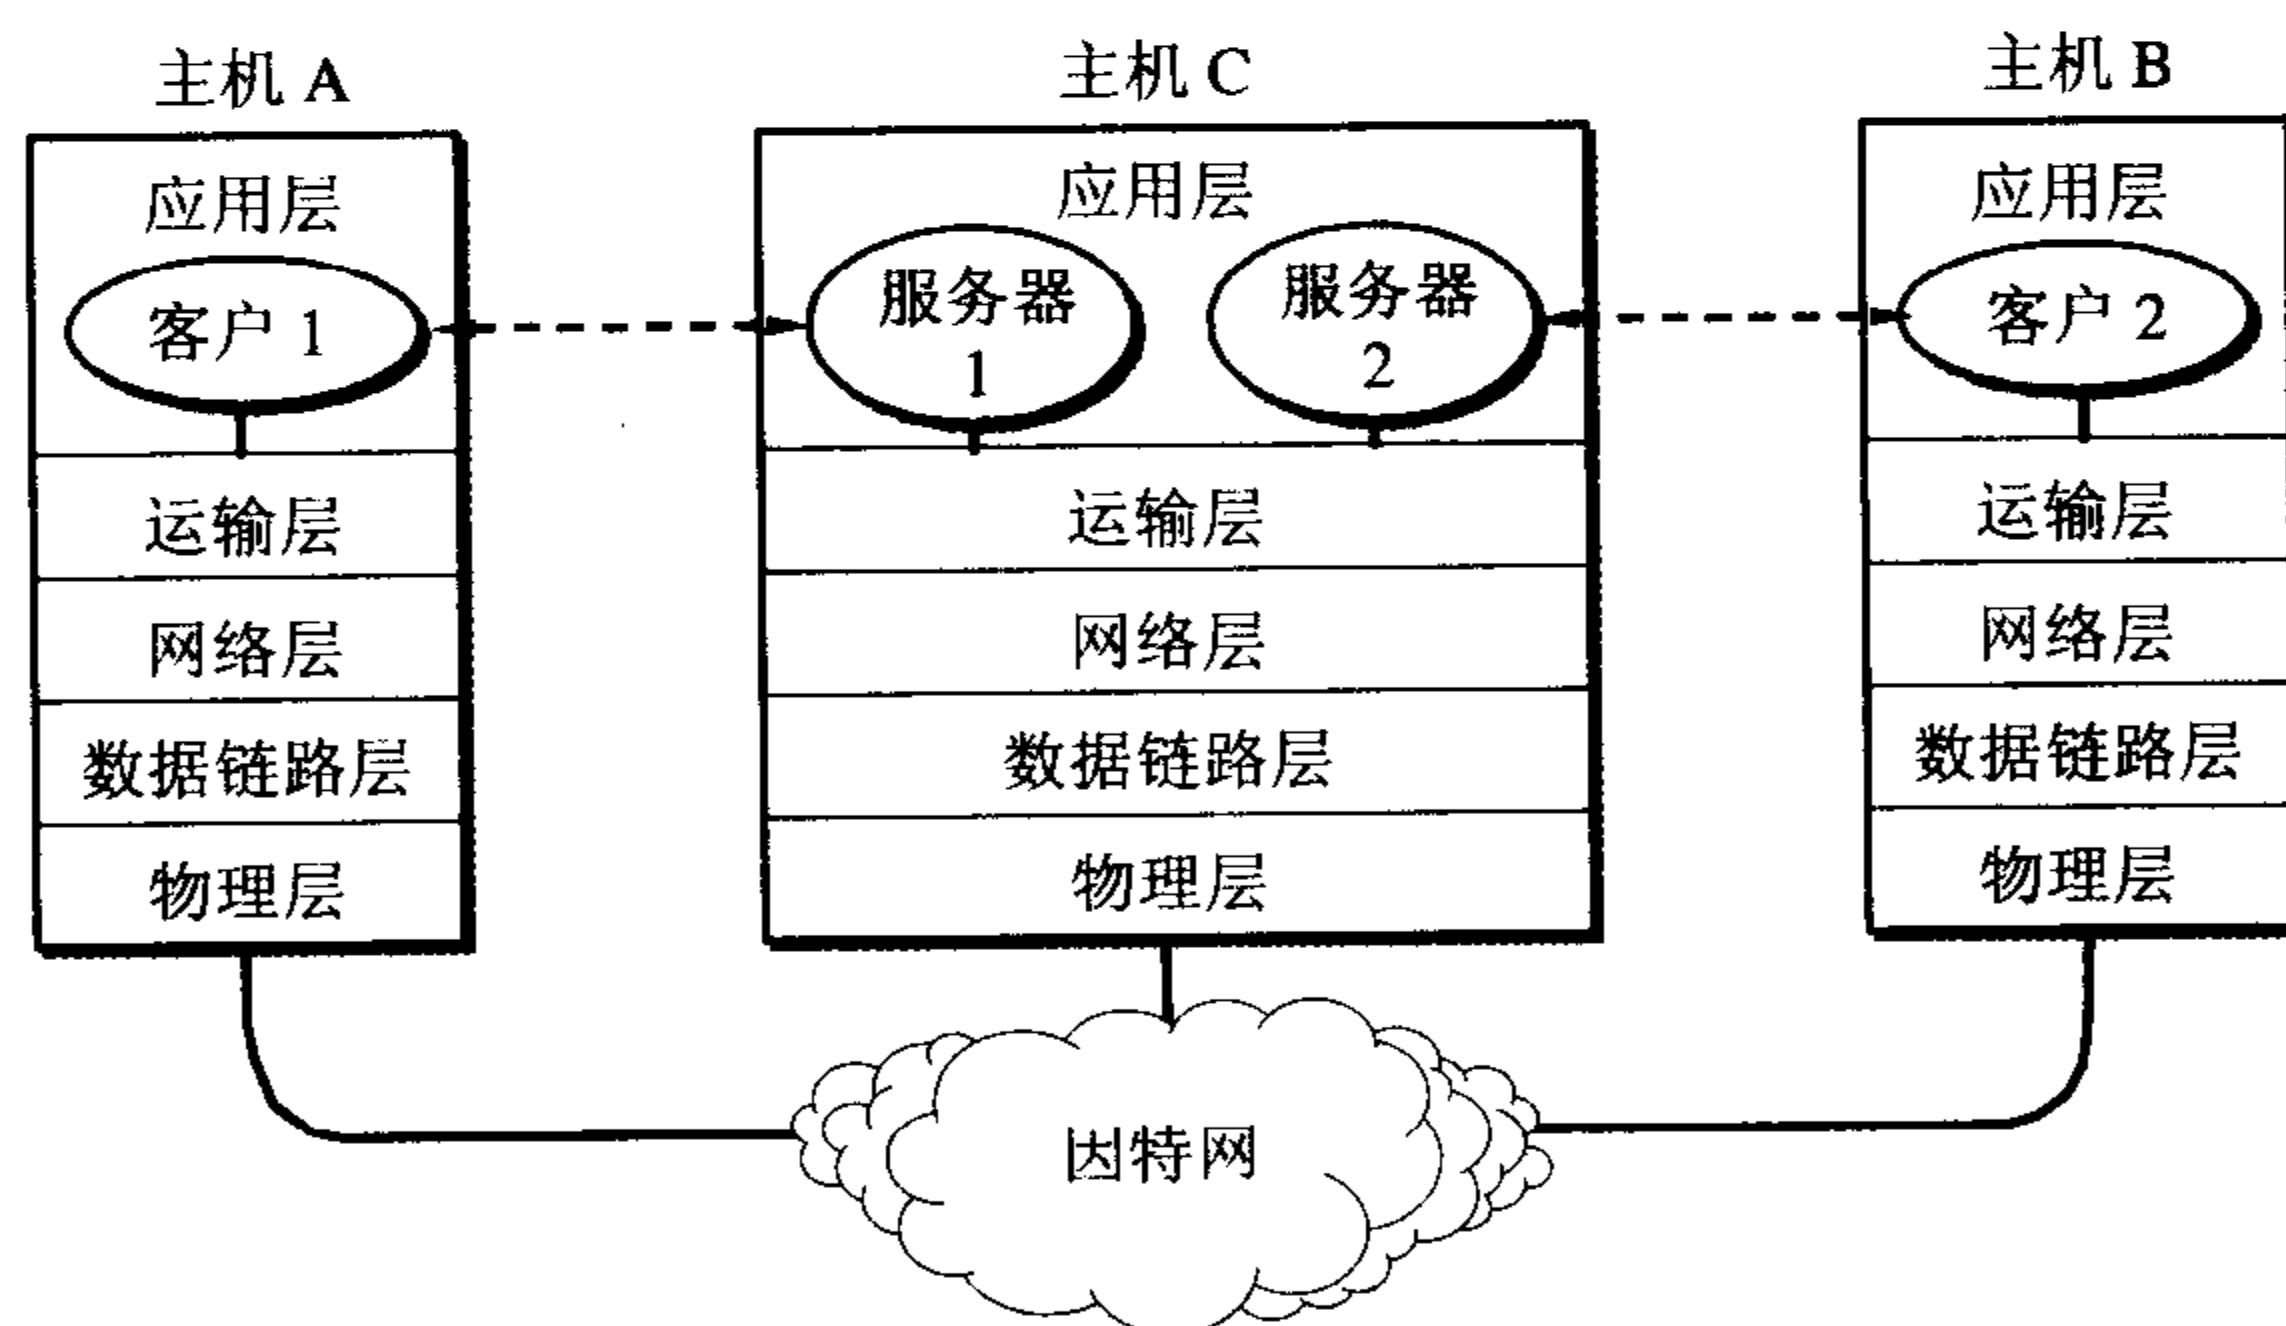 主机 A
主机 C
主机 B
应用层
应用层
应用层
客户 1
服务器
1
服务器
2
客户 2
运输层
运输层
运输层
网络层
网络层
网络层
数据链路层
数据链路层
数据链路层
物理层
物理层
物理层
因特网